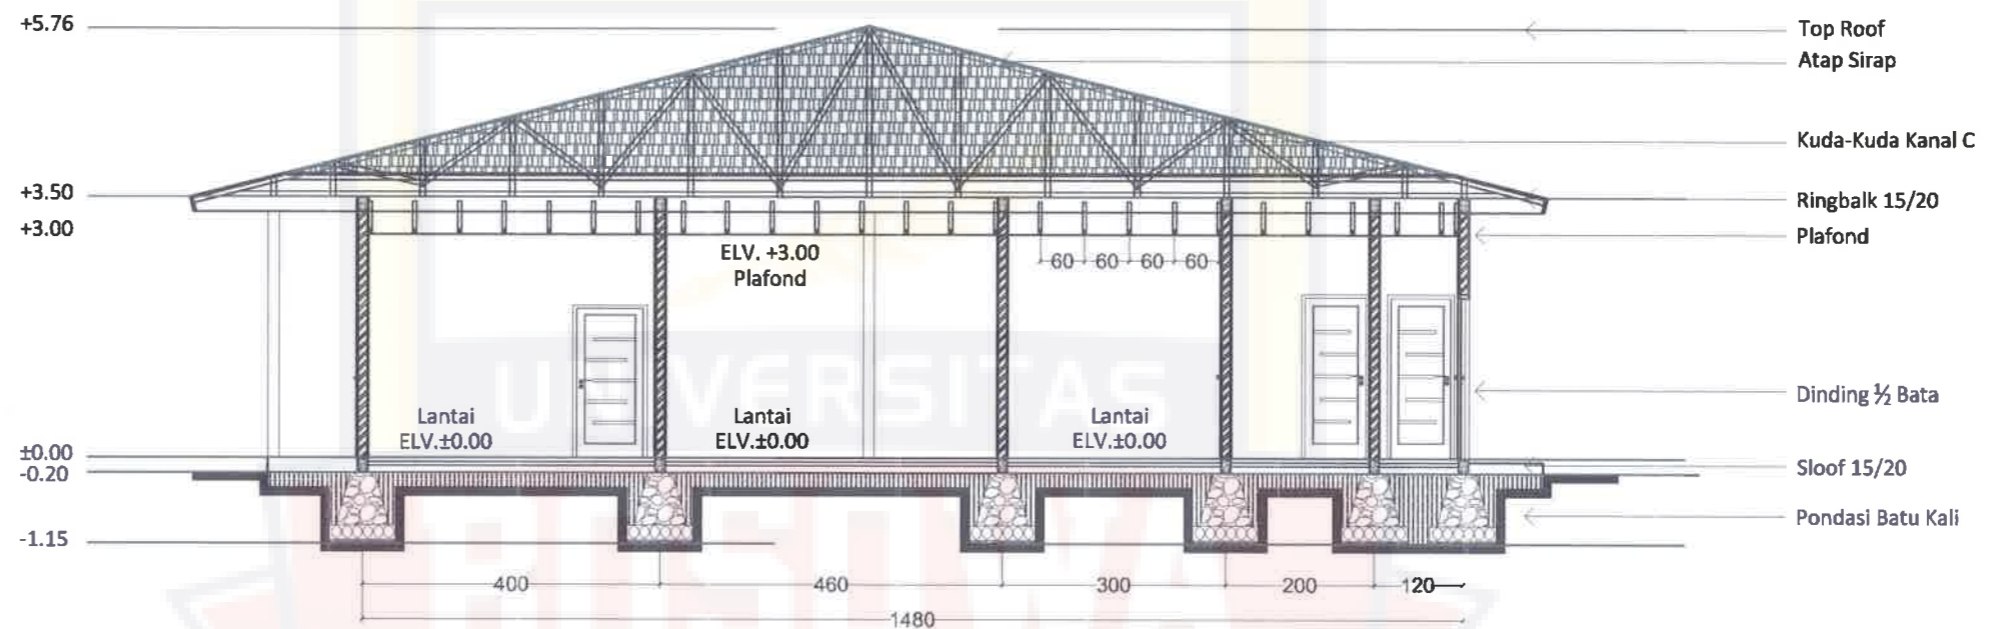 +5.76
Top Roof
Atap Sirap
Kuda-Kuda Kanal C
+3.50
Ringbalk 15/20
+3.00
Plafond
ELV. +3.00
Plafond
60 60 60 60
UNIVERSITAS
Dinding ½ Bata
Lantai
ELV.±0.00
Lantai
ELV.±0.00
Lantai
ELV.±0.00
±0.00
-0.20
Sloof 15/20
Pondasi Batu Kali
-1.15
BOSOWA
400 460 300 200 120
1480